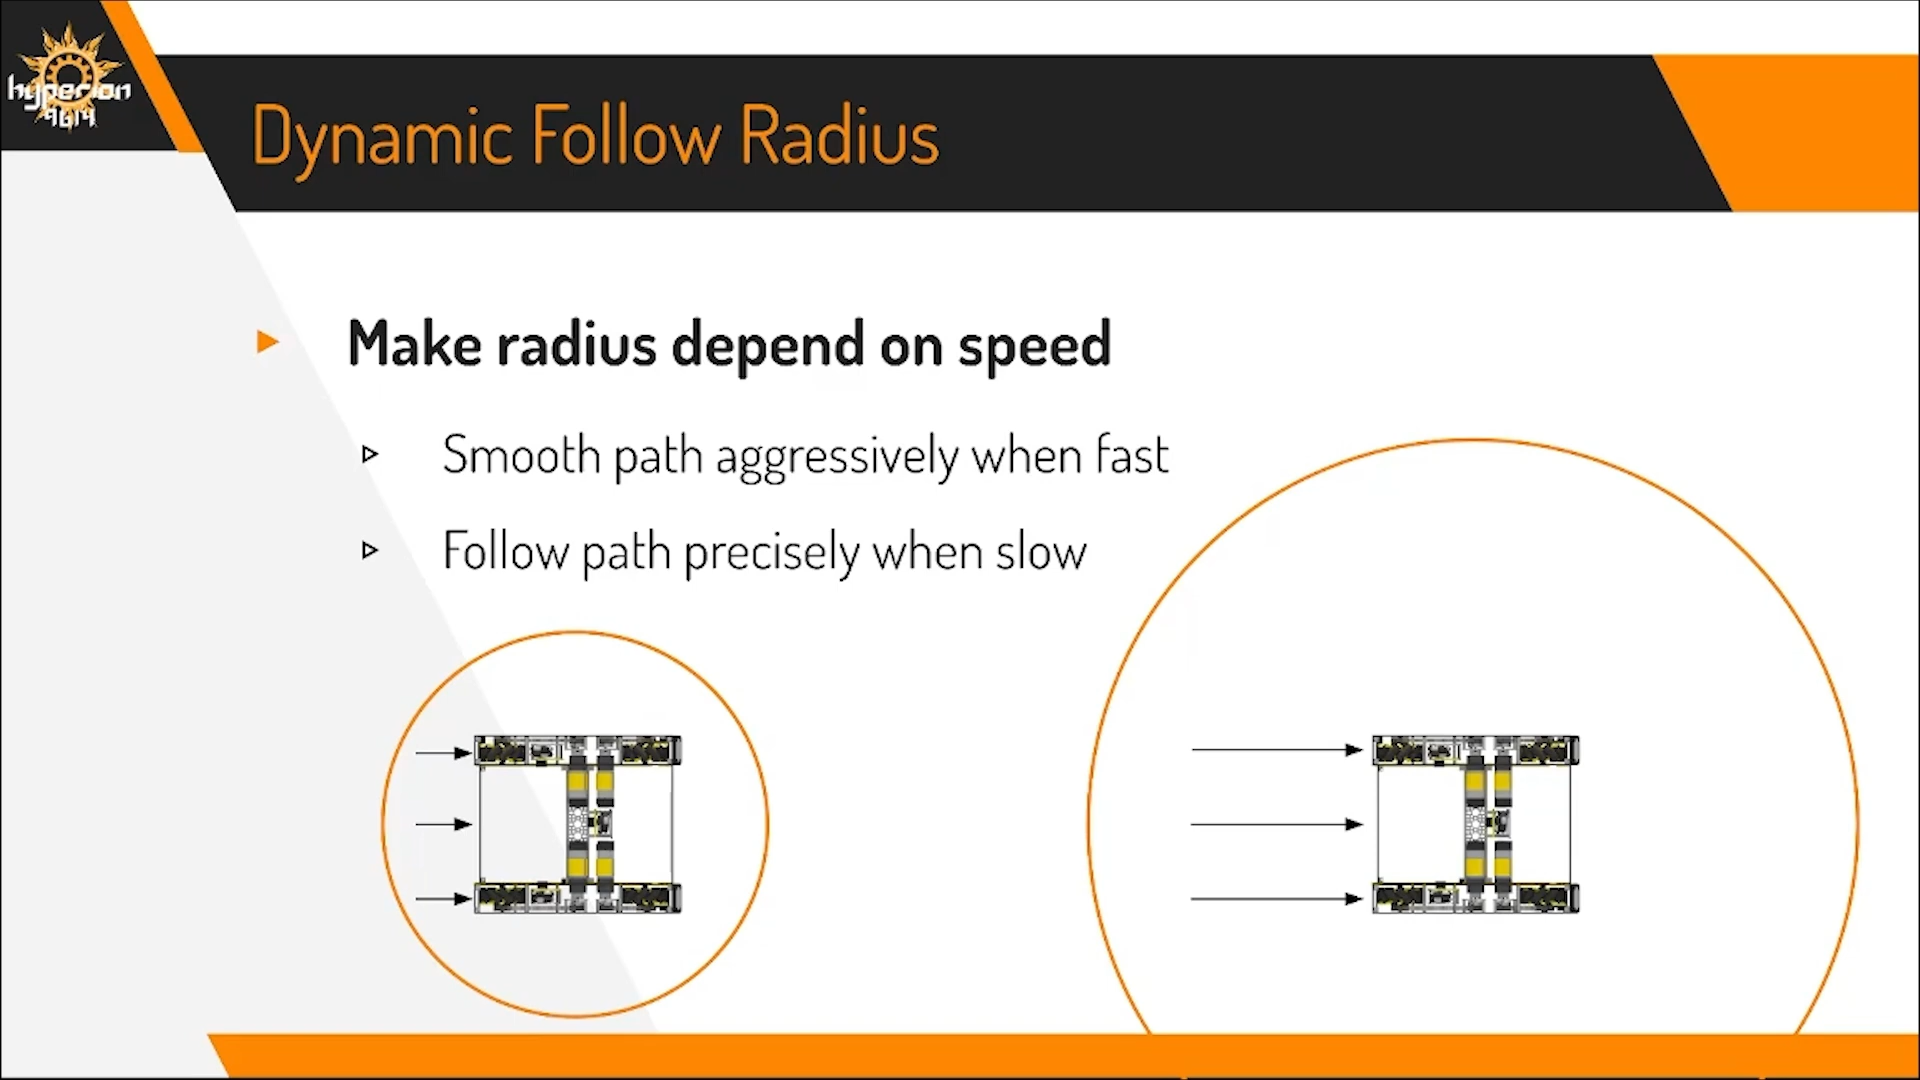 hyperion
9614
Dynamic Follow Radius
Make radius depend on speed
Smooth path aggressively when fast
Follow path precisely when slow